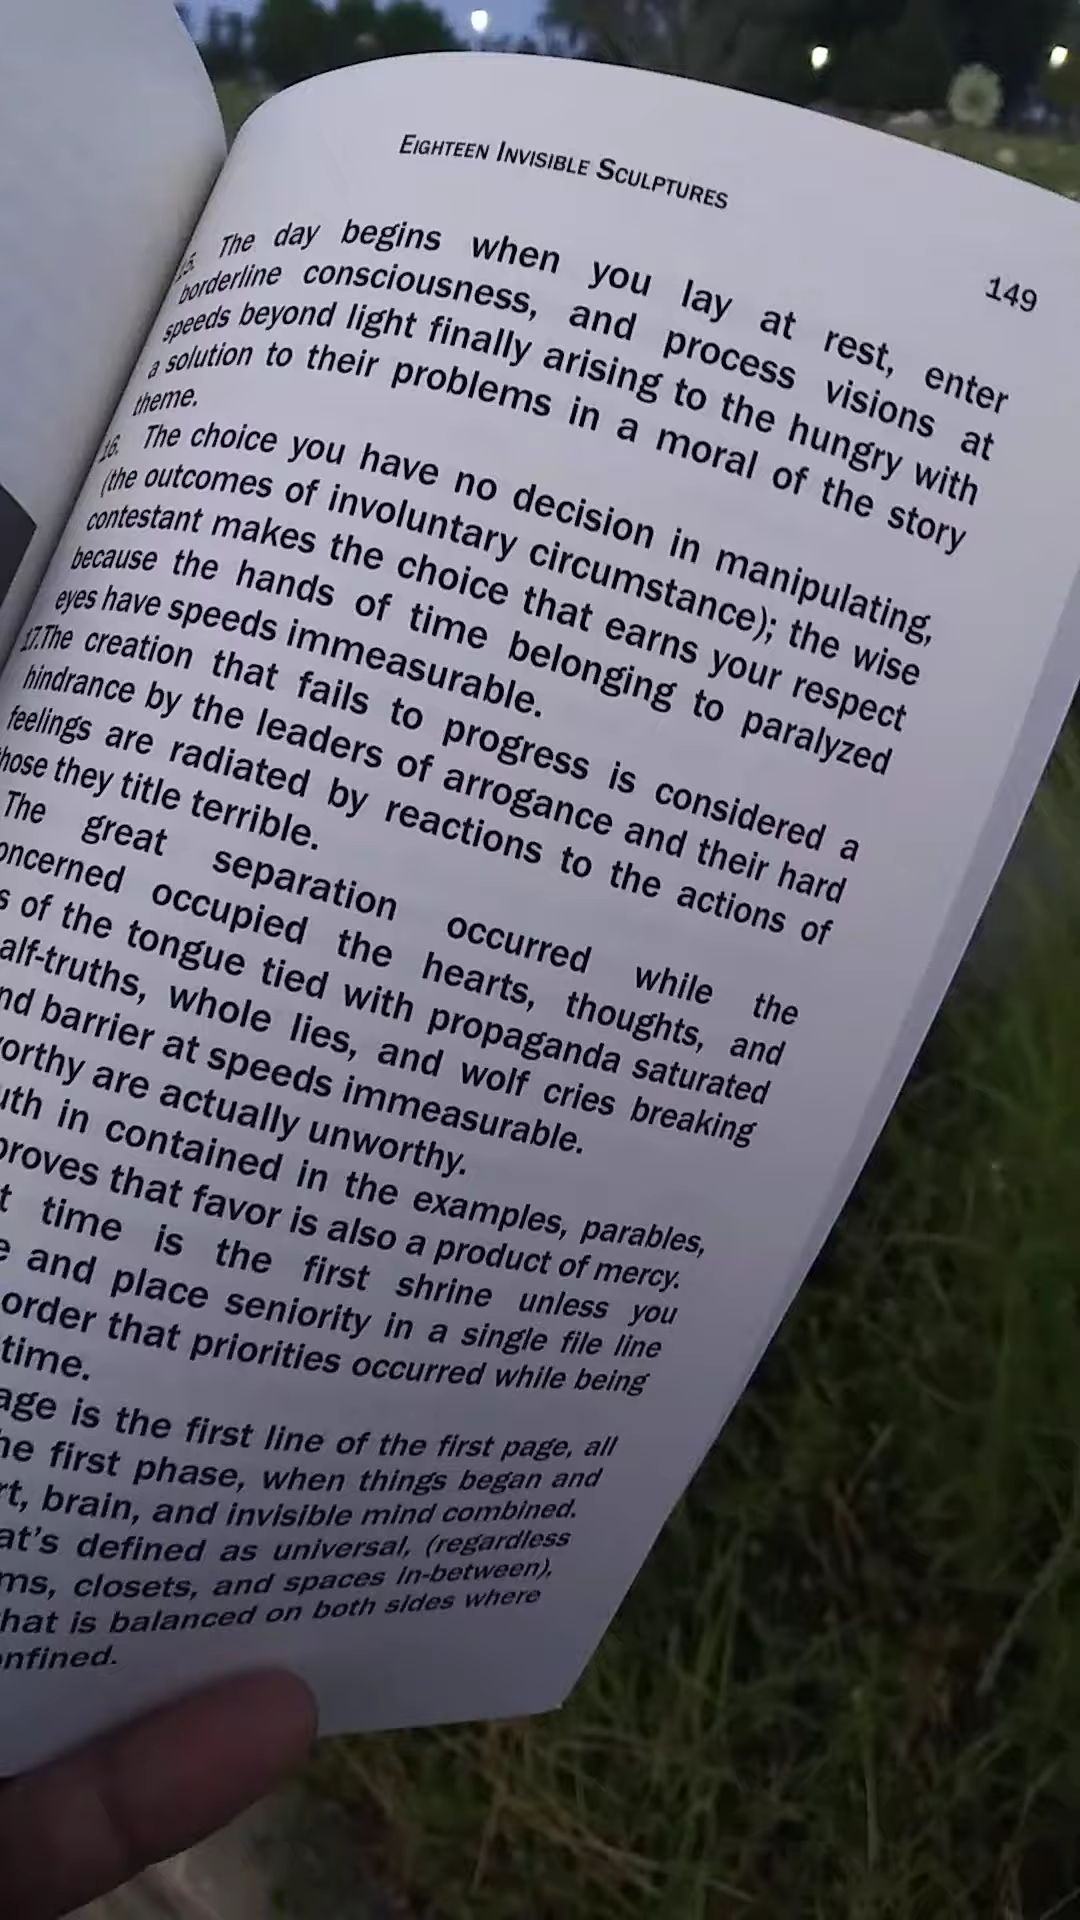 EIGHTEEN INVISIBLE SCULPTURES
149
15. The day begins when you lay at rest, enter
borderline consciousness, and process visions at
speeds beyond light finally arising to the hungry with
a solution to their problems in a moral of the story
theme.
16. The choice you have no decision in manipulating,
(the outcomes of involuntary circumstance); the wise
contestant makes the choice that earns your respect
because the hands of time belonging to paralyzed
eyes have speeds immeasurable.
17.The creation that fails to progress is considered a
hindrance by the leaders of arrogance and their hard
feelings are radiated by reactions to the actions of
those they title terrible.
The great separation occurred while the
concerned occupied the hearts, thoughts, and
s of the tongue tied with propaganda saturated
alf-truths, whole lies, and wolf cries breaking
nd barrier at speeds immeasurable.
orthy are actually unworthy.
uth in contained in the examples, parables,
proves that favor is also a product of mercy.
t time is the first shrine unless you
e and place seniority in a single file line
order that priorities occurred while being
time.
age is the first line of the first page, all
he first phase, when things began and
rt, brain, and invisible mind combined.
at's defined as universal, (regardless
ms, closets, and spaces in-between),
that is balanced on both sides where
onfined.